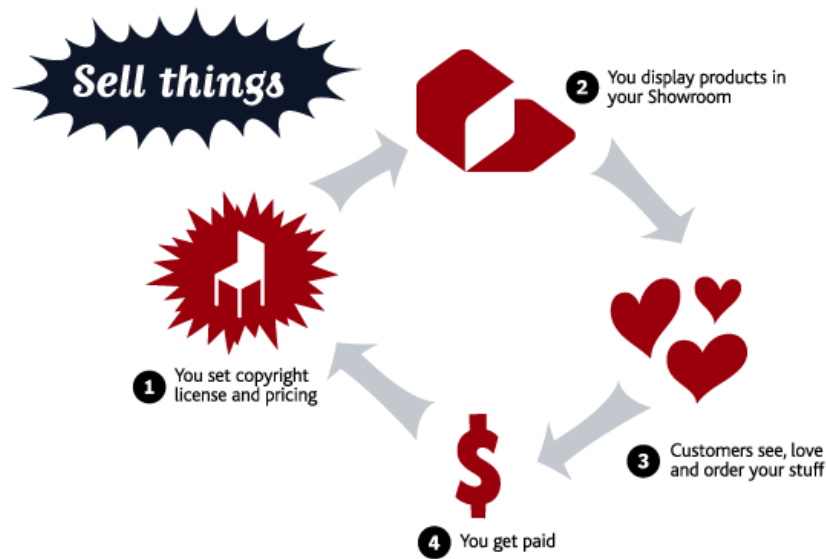 Sell things
1
You set copyright
license and pricing
2
You display products in
your Showroom
3
Customers see, love
and order your stuff
4
You get paid